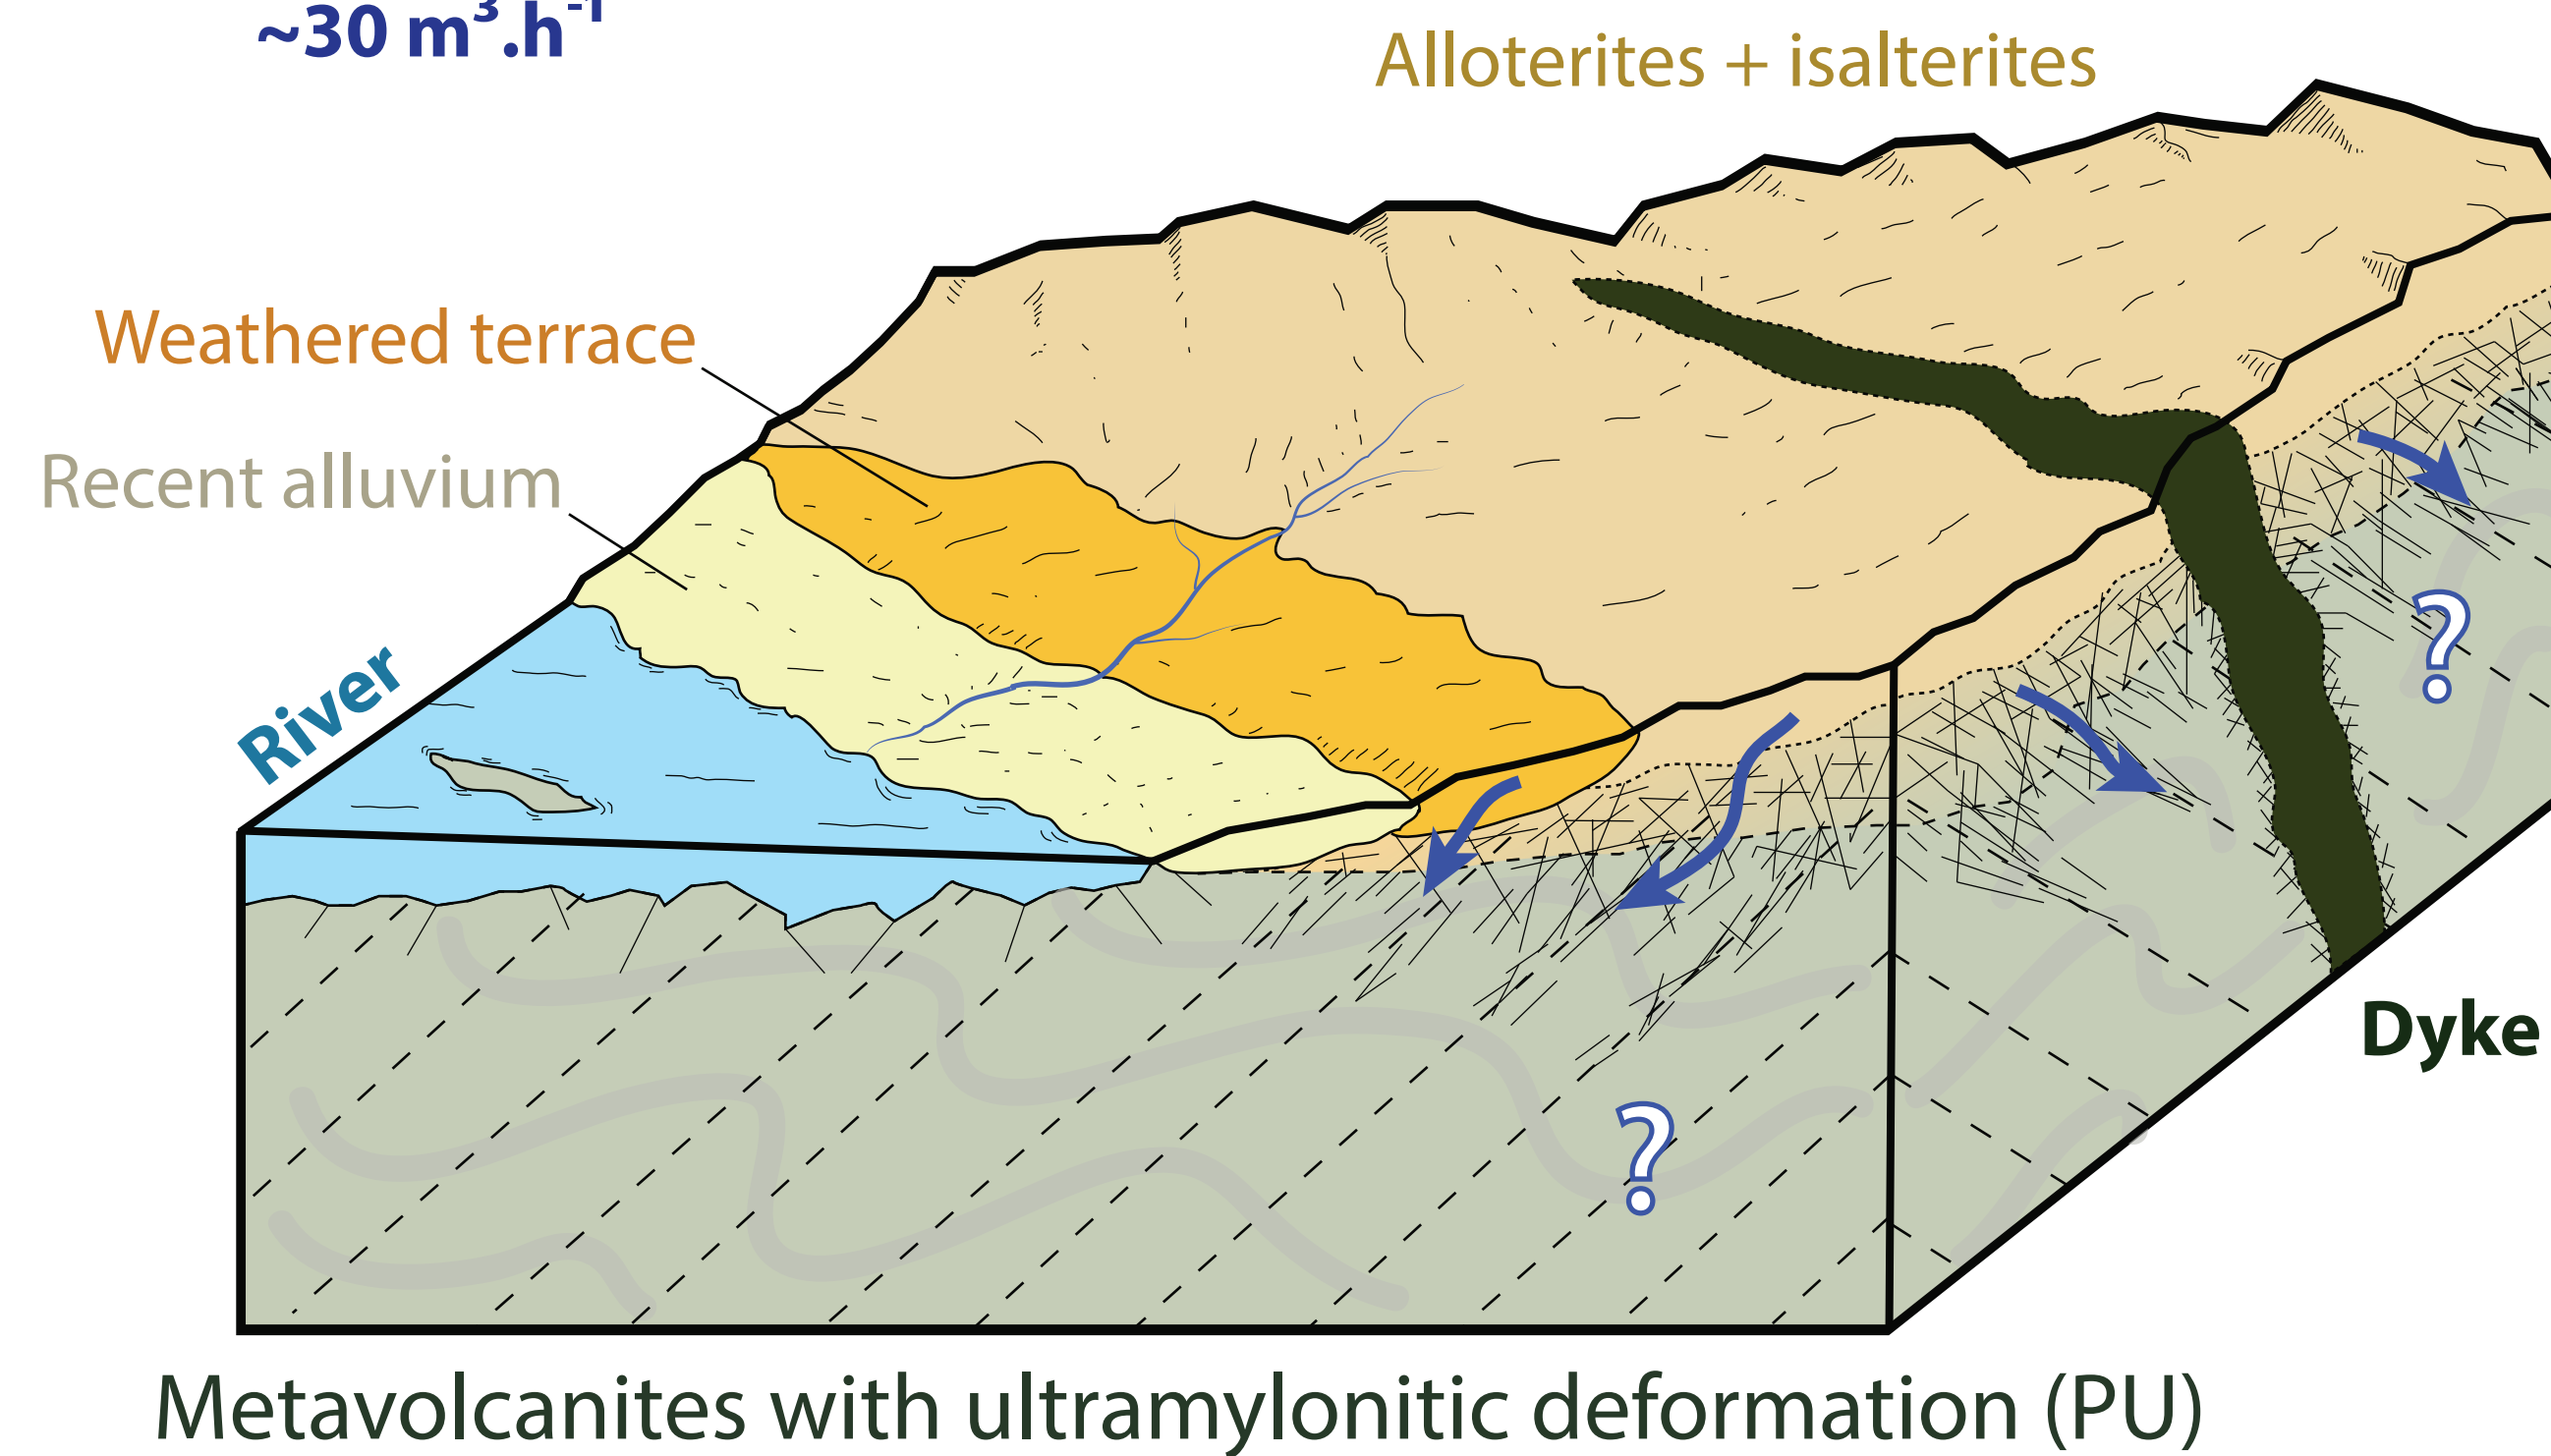 ~30 m³.h⁻¹
Alloterites + isalterites
Weathered terrace
Recent alluvium
River
?
Dyke
?
Metavolcanites with ultramylonitic deformation (PU)